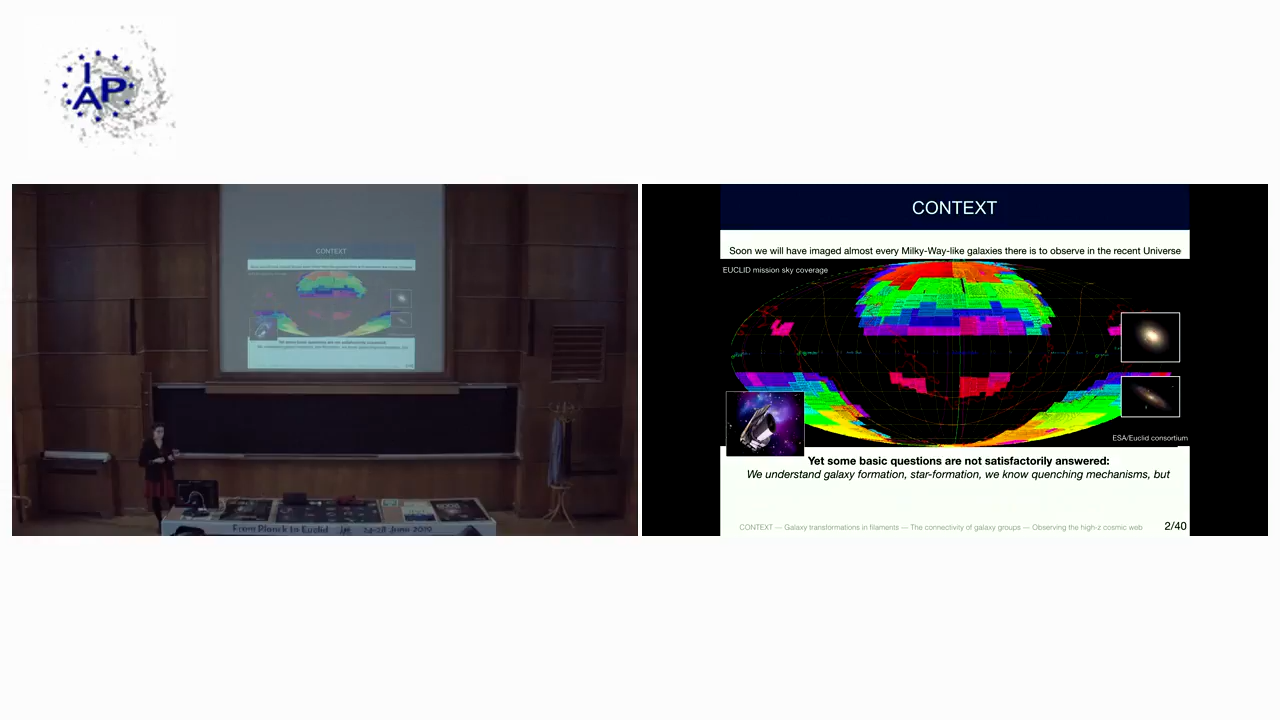 I
AP
CONTEXT
CONTEXT
Soon we will have imaged almost every Milky-Way-like galaxies there is to observe in the recent Universe
EUCLID mission sky coverage
ESA/Euclid consortium
Yet some basic questions are not satisfactorily answered:
We understand galaxy formation, star-formation, we know quenching mechanisms, but
CONTEXT — Galaxy transformations in filaments — The connectivity of galaxy groups — Observing the high-z cosmic web
2/40
From Planck to Euclid
24-28 June 2019